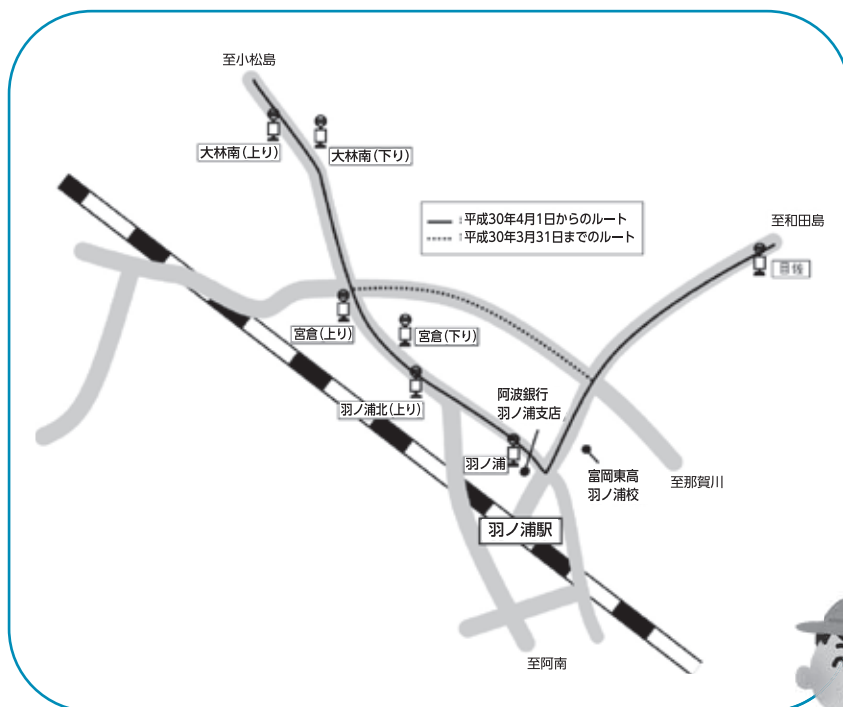 至小松島
大林南(上り)
大林南(下り)
:平成30年4月1日からのルート
:平成30年3月31日までのルート
至和田島
宮倉(上り)
宮倉(下り)
羽ノ浦北(上り)
阿波銀行
羽ノ浦支店
羽ノ浦
富岡東高
羽ノ浦校
至那賀川
羽ノ浦駅
至阿南